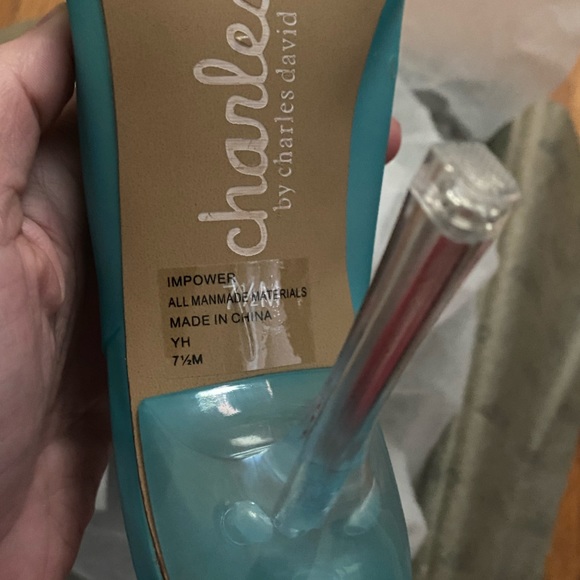 charles
by charles david
IMPOWER
ALL MANMADE MATERIALS
MADE IN CHINA
YH
7½M